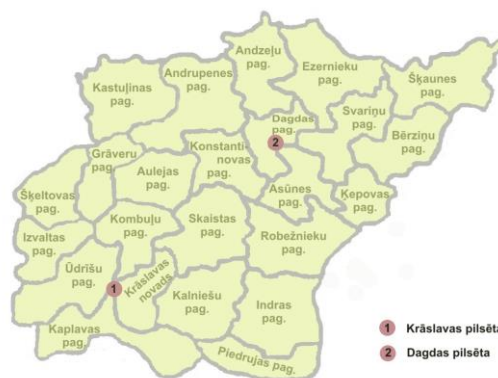 Andzeļu
pag.
Ezernieku
pag.
Šķaunes
pag.
Andrupenes
pag.
Kastuļinas
pag.
Svariņu
pag.
Dagdas
pag.
2
Bērziņu
pag.
Konstanti-
novas
pag.
Grāveru
pag.
Aulejas
pag.
Asūnes
pag.
Ķepovas
pag.
Šķeltovas
pag.
Kombuļu
pag.
Skaistas
pag.
Izvaltas
pag.
Robežnieku
pag.
Ūdrīšu
pag.
1
Krāslavas
novads
Kalniešu
pag.
Indras
pag.
Kaplavas
pag.
Piedrujas pag.
1 Krāslavas pilsēta
2 Dagdas pilsēta